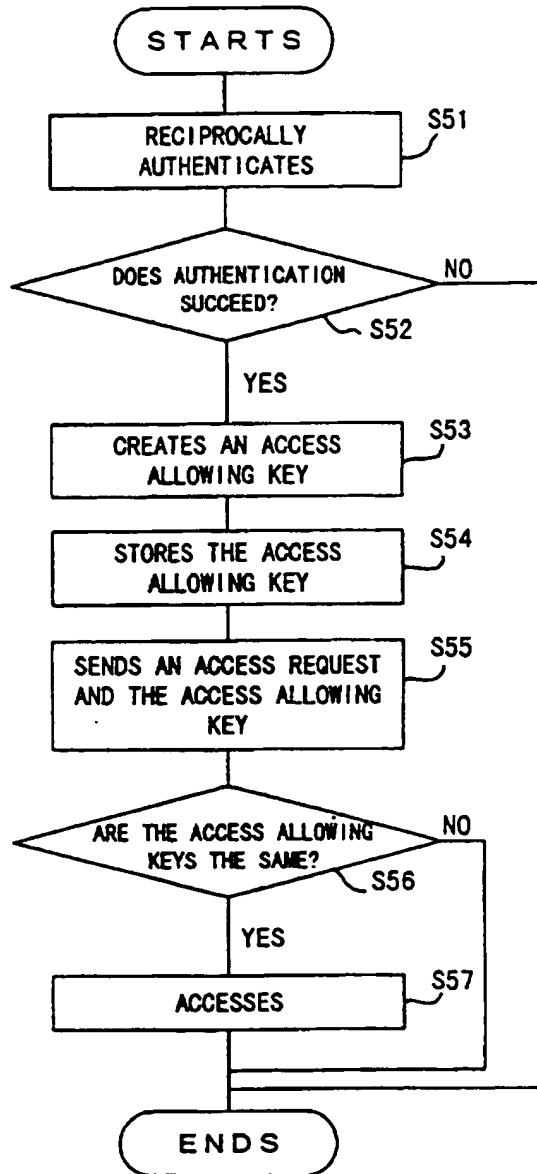 STARTS
S51
RECIPROCALLY
AUTHENTICATES
NO
DOES AUTHENTICATION
SUCCEED?
S52
YES
S53
CREATES AN ACCESS
ALLOWING KEY
S54
STORES THE ACCESS
ALLOWING KEY
S55
SENDS AN ACCESS REQUEST
AND THE ACCESS ALLOWING
KEY
NO
ARE THE ACCESS ALLOWING
KEYS THE SAME?
S56
YES
S57
ACCESSES
ENDS